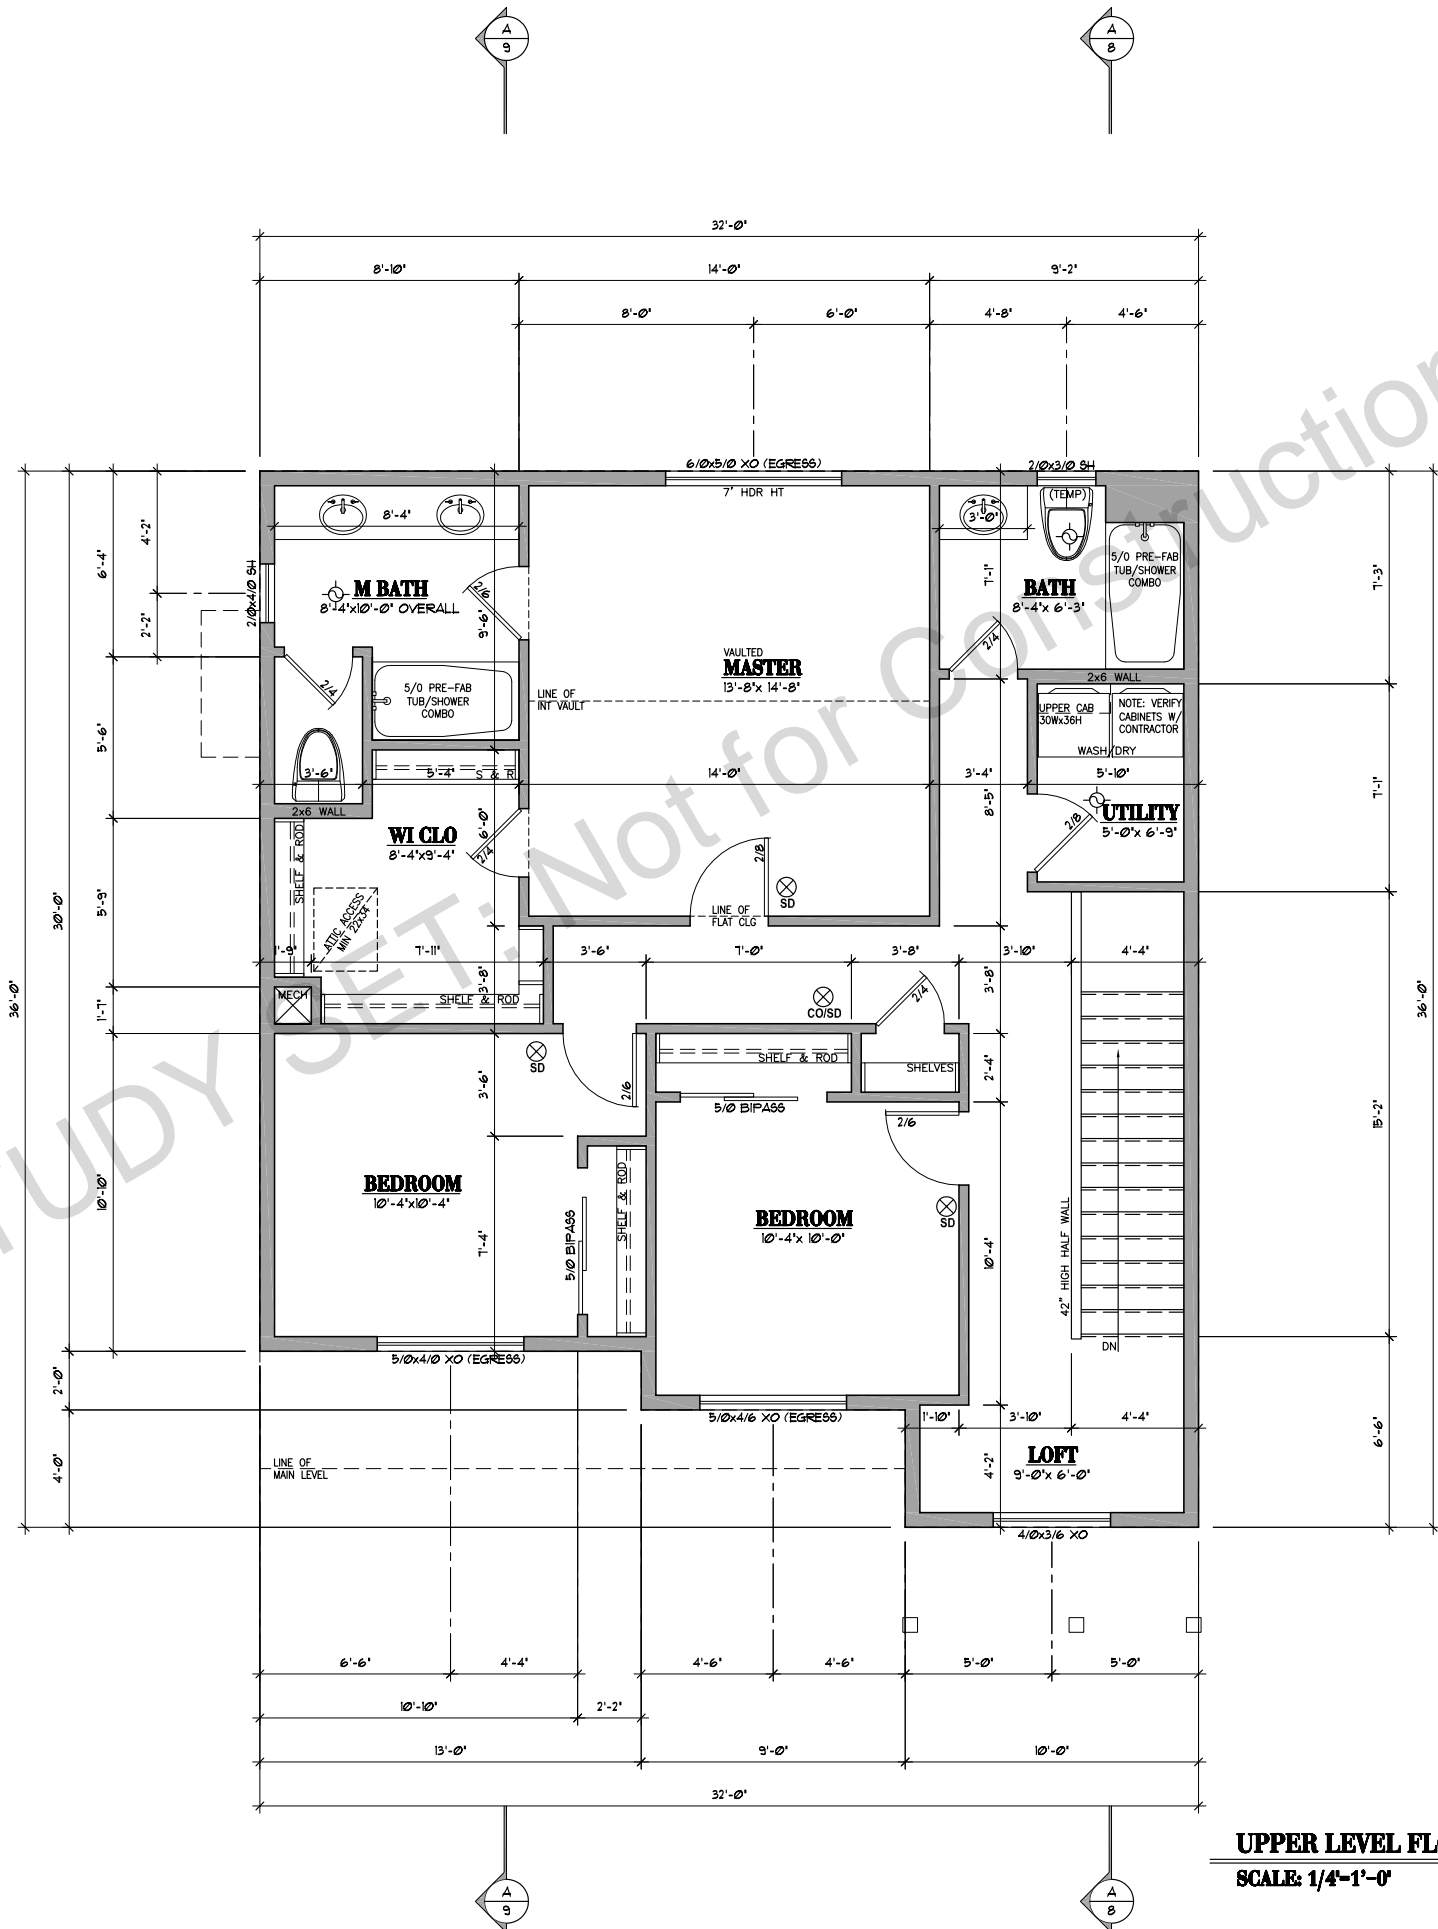 A
9
A
8
32'-0"
8'-10"
14'-0"
9'-2"
8'-0"
6'-0"
4'-8"
4'-6"
6/0x5/0 XO (EGRESS)
7' HDR HT
2/0x3/0 SH
(TEMP)
8'-4"
3'-0"
4'-2"
6'-4"
2'-2"
2/0x4/0 SH
M BATH
8'-4"x10'-0" OVERALL
2/6
9'-6"
7'-1"
BATH
8'-4"x 6'-3"
5/0 PRE-FAB
TUB/SHOWER
COMBO
7'-3"
2/4
VAULTED
MASTER
13'-8"x 14'-8"
LINE OF
INT VAULT
2x6 WALL
2/4
5/0 PRE-FAB
TUB/SHOWER
COMBO
UPPER CAB
30Wx36H
NOTE: VERIFY
CABINETS W/
CONTRACTOR
WASH/DRY
5'-6"
3'-6"
5'-4"
S & R
14'-0"
3'-4"
5'-10"
8'-5"
7'-1"
2x6 WALL
WI CLO
8'-4"x9'-4"
6'-0"
2/4
2/8
2/8
UTILITY
5'-0"x 6'-9"
SHELF & ROD
ATTIC ACCESS
MIN 22x34
SD
LINE OF
FLAT CLG
30'-0"
36'-0"
5'-9"
1'-9"
7'-11"
3'-6"
7'-0"
3'-8"
3'-10"
4'-4"
3'-8"
3'-8"
1'-7"
MECH
SHELF & ROD
CO/SD
2/4
36'-0"
SD
3'-6"
2/6
SHELF & ROD
SHELVES
2'-4"
5/0 BIPASS
2/6
15'-2"
10'-10"
BEDROOM
10'-4"x10'-4"
SHELF & ROD
5/0 BIPASS
7'-4"
BEDROOM
10'-4"x 10'-0"
SD
10'-4"
42" HIGH HALF WALL
DN
5/0x4/0 XO (EGRESS)
2'-0"
4'-0"
5/0x4/6 XO (EGRESS)
1'-10"
3'-10"
4'-4"
6'-6"
LINE OF
MAIN LEVEL
4'-2"
LOFT
9'-0"x 6'-0"
4/0x3/6 XO
6'-6"
4'-4"
4'-6"
4'-6"
5'-0"
5'-0"
10'-10"
2'-2"
13'-0"
9'-0"
10'-0"
32'-0"
A
9
A
8
UPPER LEVEL FL
SCALE: 1/4"=1'-0"
TUDY SET: Not for Construction